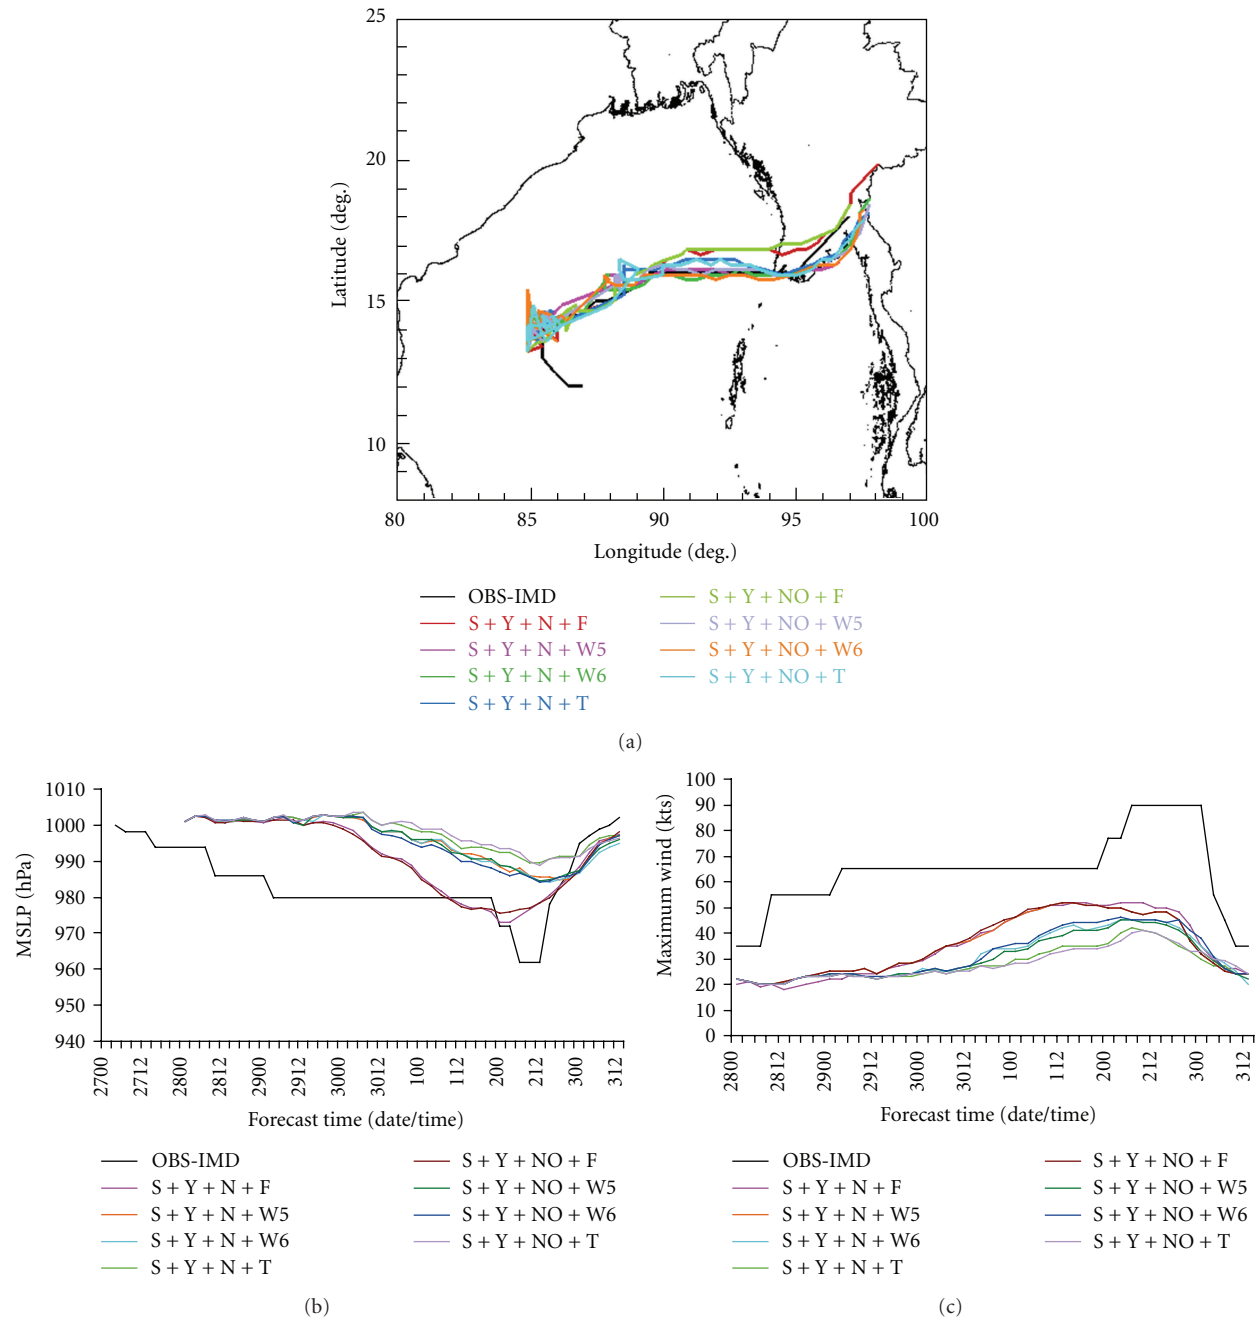 25
20
15
10
Latitude (deg.)
80
85
90
95
100
Longitude (deg.)
OBS-IMD
S + Y + N + F
S + Y + N + W5
S + Y + N + W6
S + Y + N + T
S + Y + NO + F
S + Y + NO + W5
S + Y + NO + W6
S + Y + NO + T
(a)
1010
1000
990
980
970
960
950
940
MSLP (hPa)
2700
2712
2800
2812
2900
2912
3000
3012
100
112
200
212
300
312
Forecast time (date/time)
OBS-IMD
S + Y + N + F
S + Y + N + W5
S + Y + N + W6
S + Y + N + T
S + Y + NO + F
S + Y + NO + W5
S + Y + NO + W6
S + Y + NO + T
(b)
100
90
80
70
60
50
40
30
20
10
0
Maximum wind (kts)
2800
2812
2900
2912
3000
3012
100
112
200
212
300
312
Forecast time (date/time)
OBS-IMD
S + Y + N + F
S + Y + N + W5
S + Y + N + W6
S + Y + N + T
S + Y + NO + F
S + Y + NO + W5
S + Y + NO + W6
S + Y + NO + T
(c)